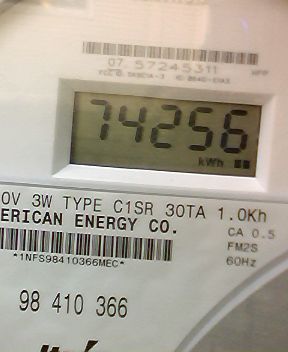 07 57245311
74256
kWh
0V 3W TYPE C1SR 30TA 1.0Kh
ERICAN ENERGY CO.
CA 0.5
FM2S
60Hz
*1NFS98410366MEC*
98 410 366